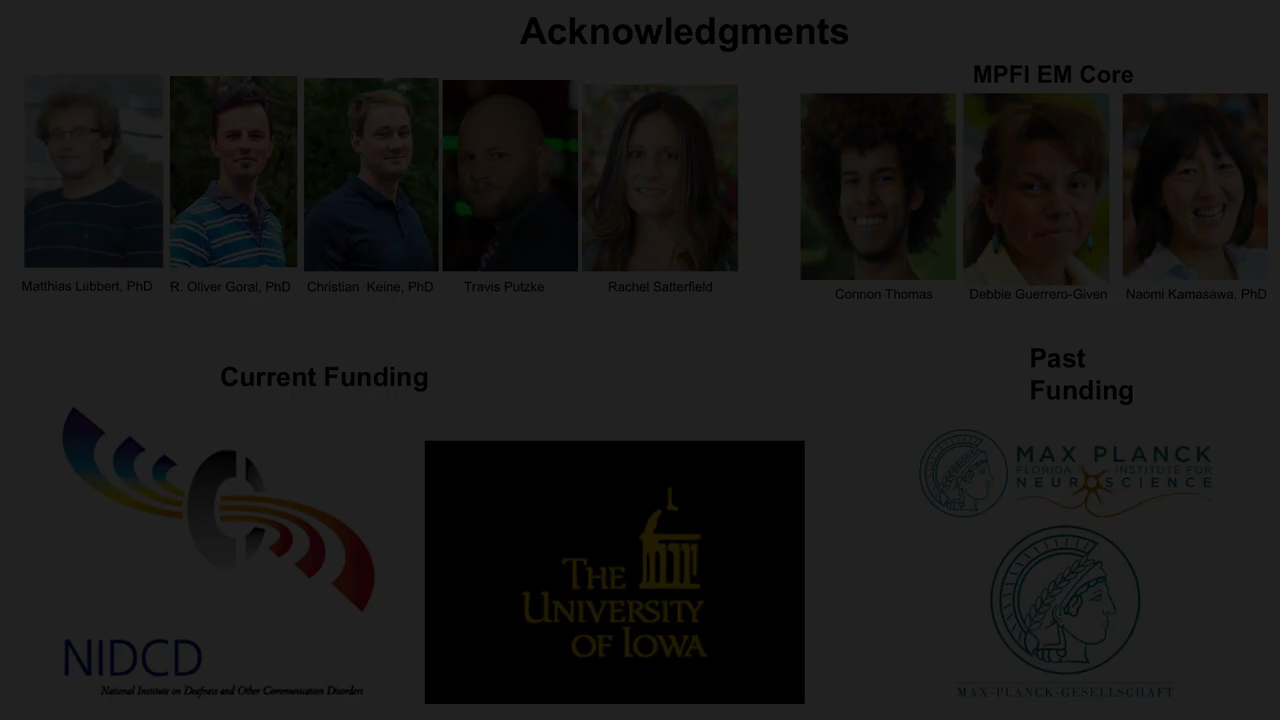 Acknowledgments
MPFI EM Core
Matthias Lübbert, PhD
R. Oliver Goral, PhD
Christian Keine, PhD
Travis Putzke
Rachel Satterfield
Connon Thomas
Debbie Guerrero-Given
Naomi Kamasawa, PhD
Current Funding
Past
Funding
NIDCD
National Institute on Deafness and Other Communication Disorders
THE
UNIVERSITY
OF IOWA
MAX PLANCK
FLORIDA INSTITUTE FOR
NEUROSCIENCE
MAX-PLANCK-GESELLSCHAFT